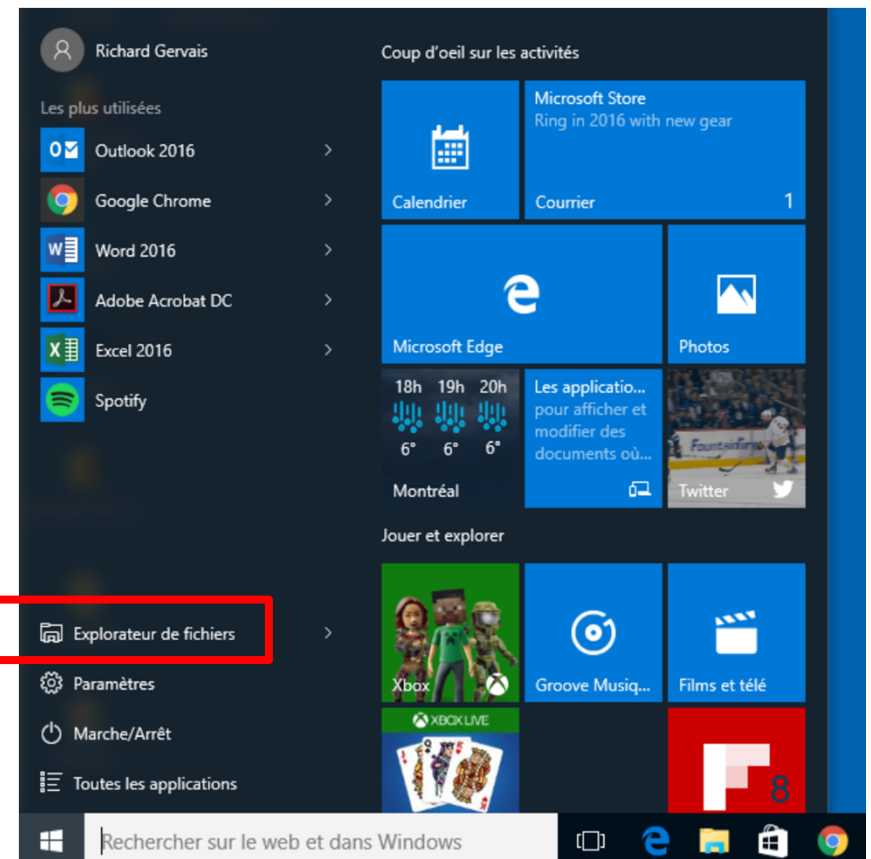 Richard Gervais
Les plus utilisées
Outlook 2016
Google Chrome
Word 2016
Adobe Acrobat DC
Excel 2016
Spotify
Explorateur de fichiers
Paramètres
Marche/Arrêt
Toutes les applications
Coup d'oeil sur les activités
Calendrier
Microsoft Store
Ring in 2016 with new gear
Courrier 1
Microsoft Edge
Photos
18h 19h 20h
6° 6° 6°
Montréal
Les applicatio...
pour afficher et
modifier des
documents où...
Twitter
Jouer et explorer
Xbox
Groove Musiq...
Films et télé
XBOX LIVE
8
Rechercher sur le web et dans Windows